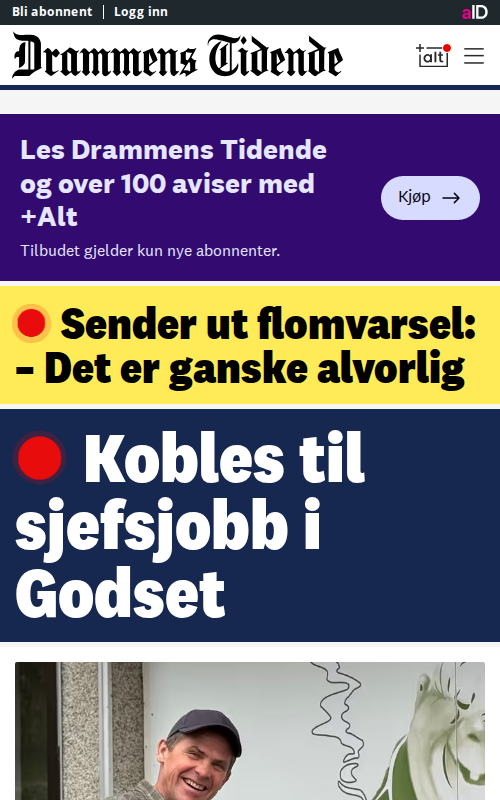 Bli abonnent | Logg inn
aID
Drammens Tidende
+alt
Les Drammens Tidende
og over 100 aviser med
+Alt
Kjøp →
Tilbudet gjelder kun nye abonnenter.
Sender ut flomvarsel:
– Det er ganske alvorlig
Kobles til
sjefsjobb i
Godset